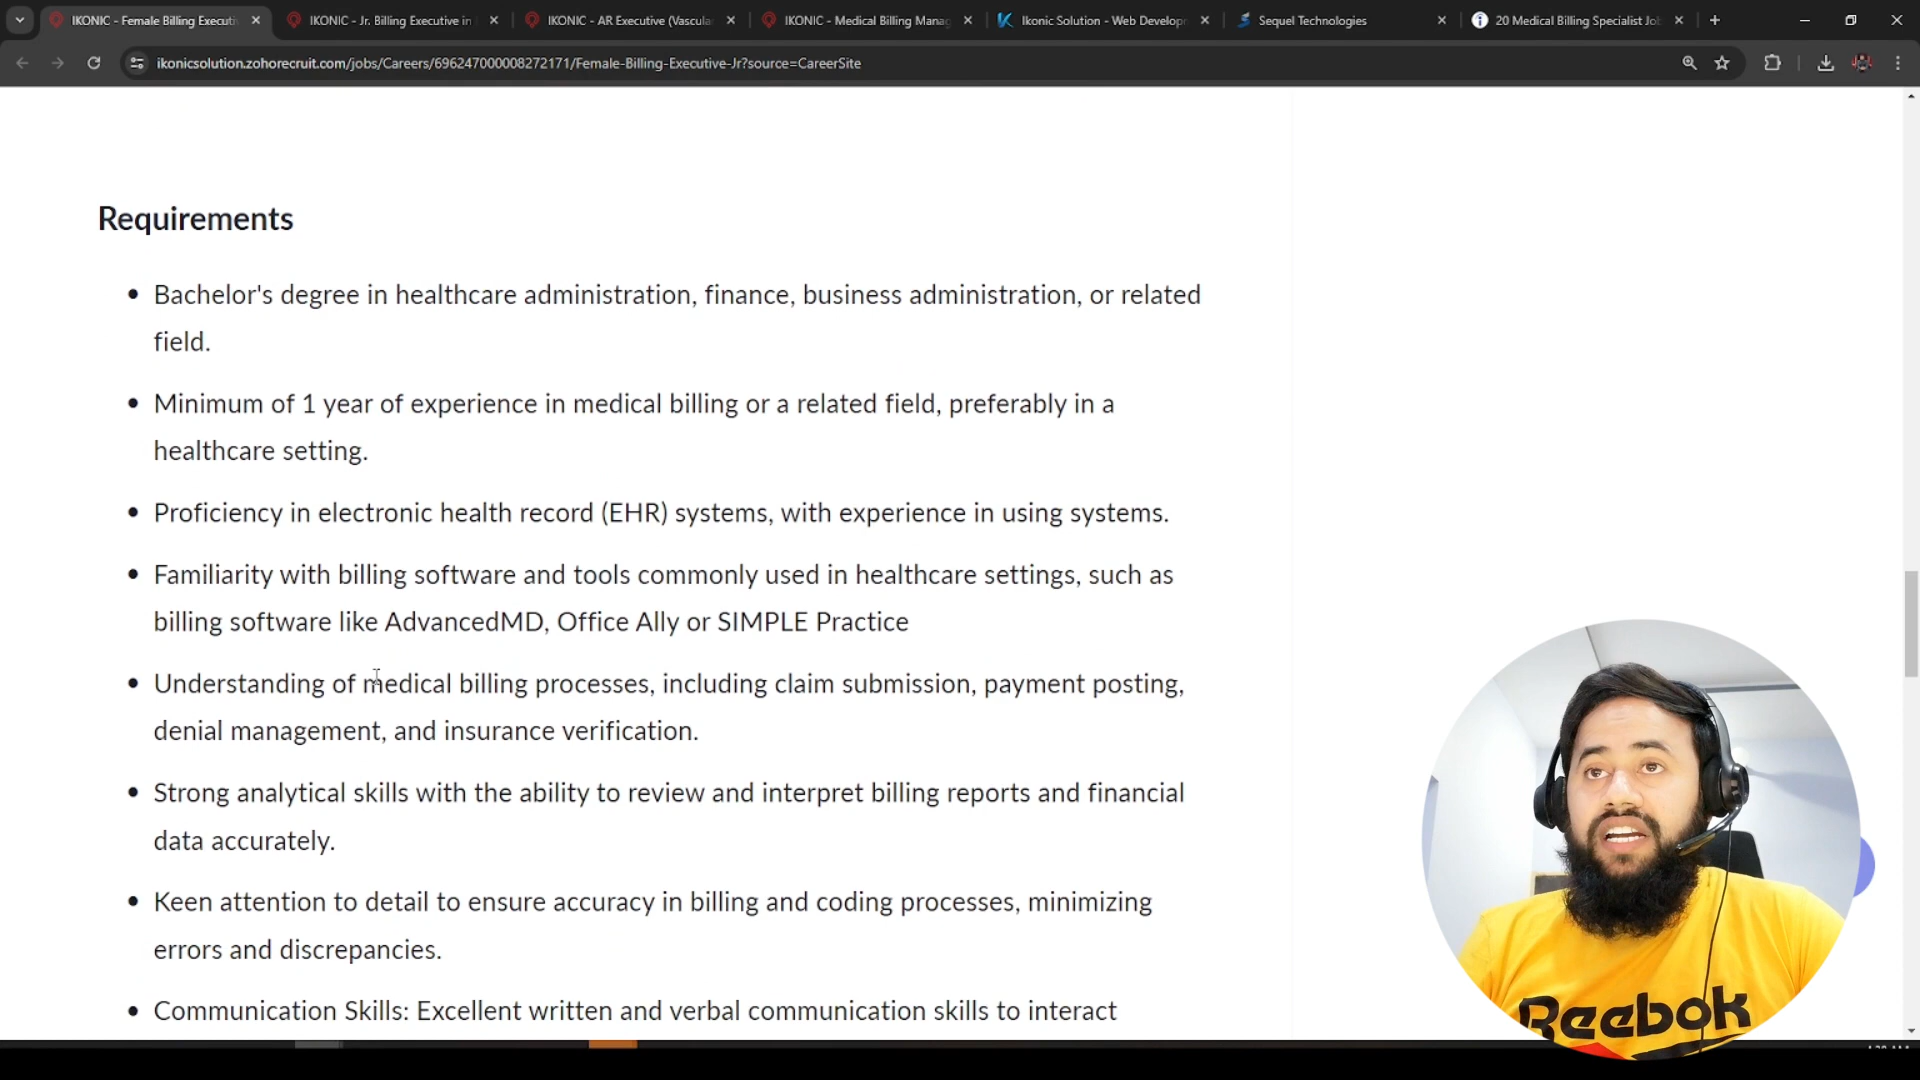 IKONIC - Female Billing Executi
IKONIC - Jr. Billing Executive in
IKONIC - AR Executive (Vascula
IKONIC - Medical Billing Manag
Ikonic Solution - Web Develop
Sequel Technologies
20 Medical Billing Specialist Jo
ikonicsolution.zohorecruit.com/jobs/Careers/696247000008272171/Female-Billing-Executive-Jr?source=CareerSite
Requirements
• Bachelor's degree in healthcare administration, finance, business administration, or related
field.
• Minimum of 1 year of experience in medical billing or a related field, preferably in a
healthcare setting.
• Proficiency in electronic health record (EHR) systems, with experience in using systems.
• Familiarity with billing software and tools commonly used in healthcare settings, such as
billing software like AdvancedMD, Office Ally or SIMPLE Practice
• Understanding of medical billing processes, including claim submission, payment posting,
denial management, and insurance verification.
• Strong analytical skills with the ability to review and interpret billing reports and financial
data accurately.
• Keen attention to detail to ensure accuracy in billing and coding processes, minimizing
errors and discrepancies.
• Communication Skills: Excellent written and verbal communication skills to interact
Reebok